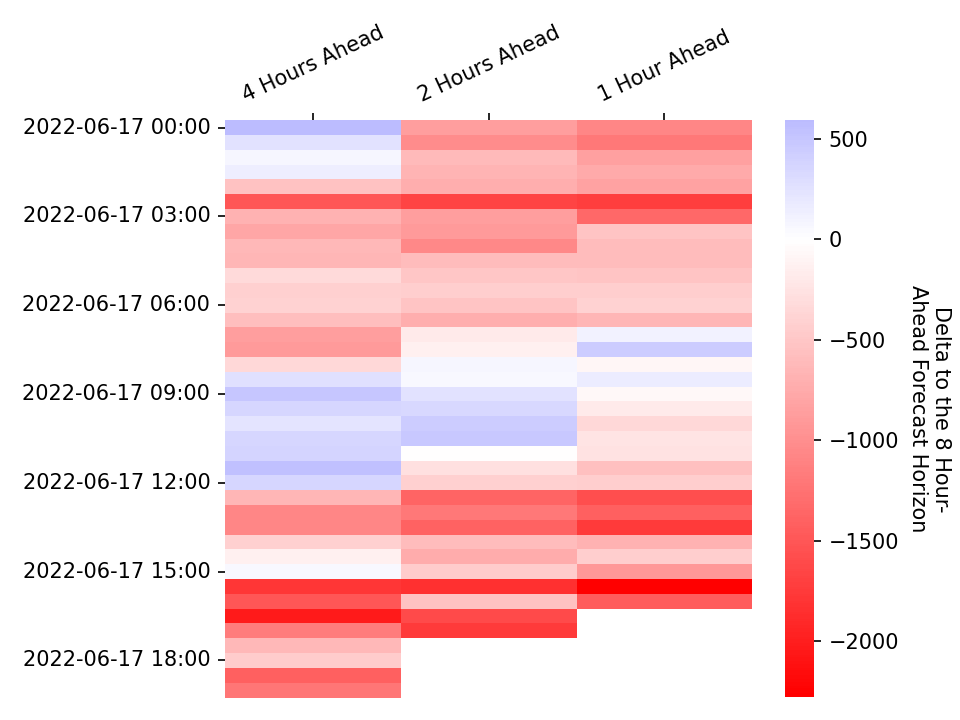 4 Hours Ahead
2 Hours Ahead
1 Hour Ahead
2022-06-17 00:00
2022-06-17 03:00
2022-06-17 06:00
2022-06-17 09:00
2022-06-17 12:00
2022-06-17 15:00
2022-06-17 18:00
500
0
−500
−1000
−1500
−2000
Delta to the 8 Hour-
Ahead Forecast Horizon